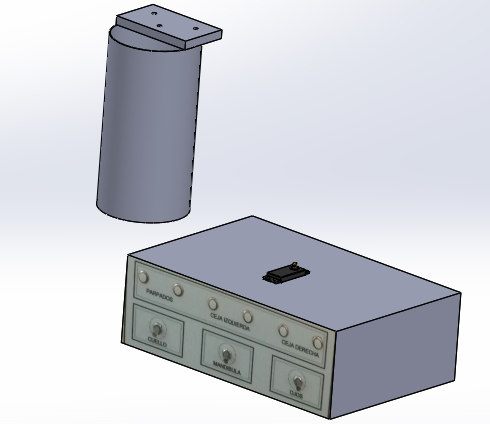 PARPADOS
CEJA IZQUIERDA
CEJA DERECHA
CUELLO
MANDIBULA
OJOS